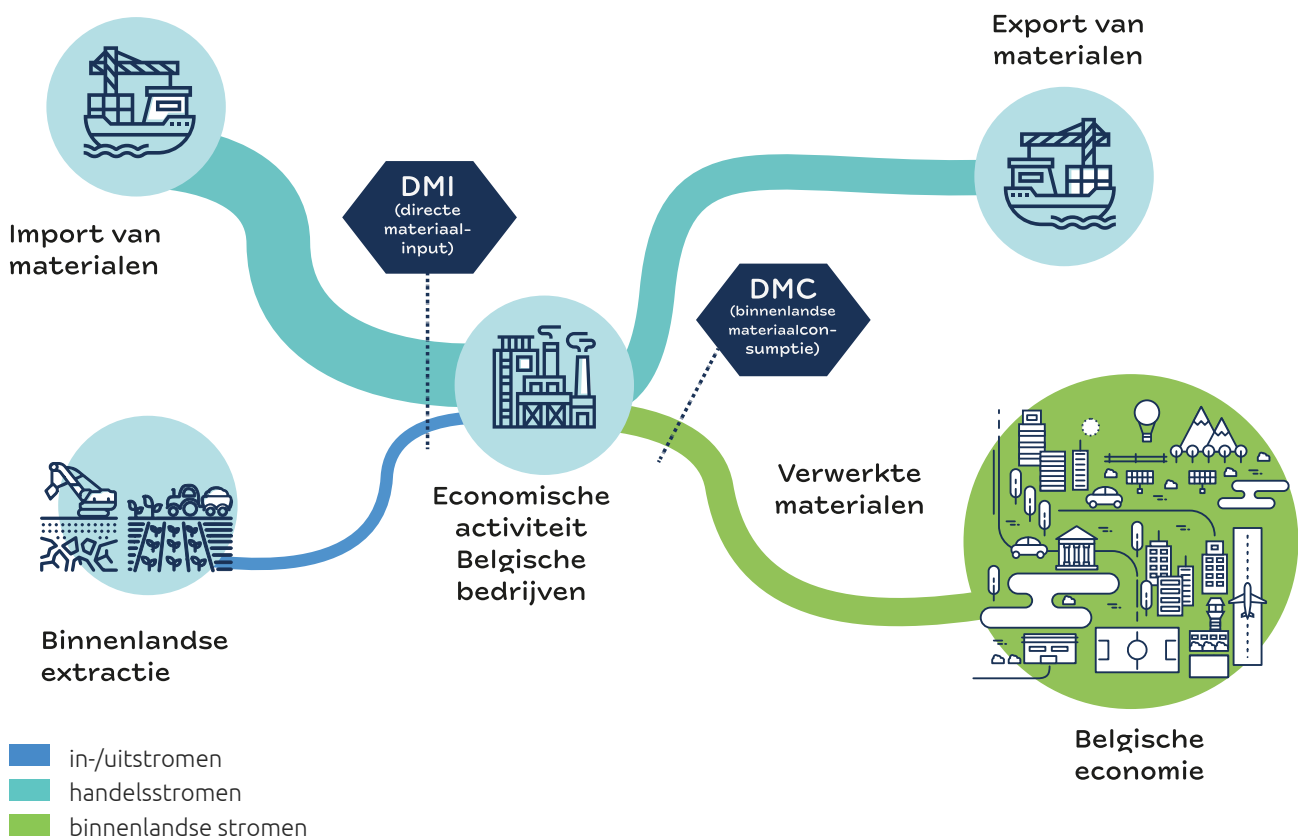 Export van
materialen
DMI
(directe
materiaal-
input)
Import van
materialen
DMC
(binnenlandse
materiaalcon-
sumptie)
Economische
activiteit
Belgische
bedrijven
Verwerkte
materialen
Binnenlandse
extractie
Belgische
economie
in-/uitstromen
handelsstromen
binnenlandse stromen